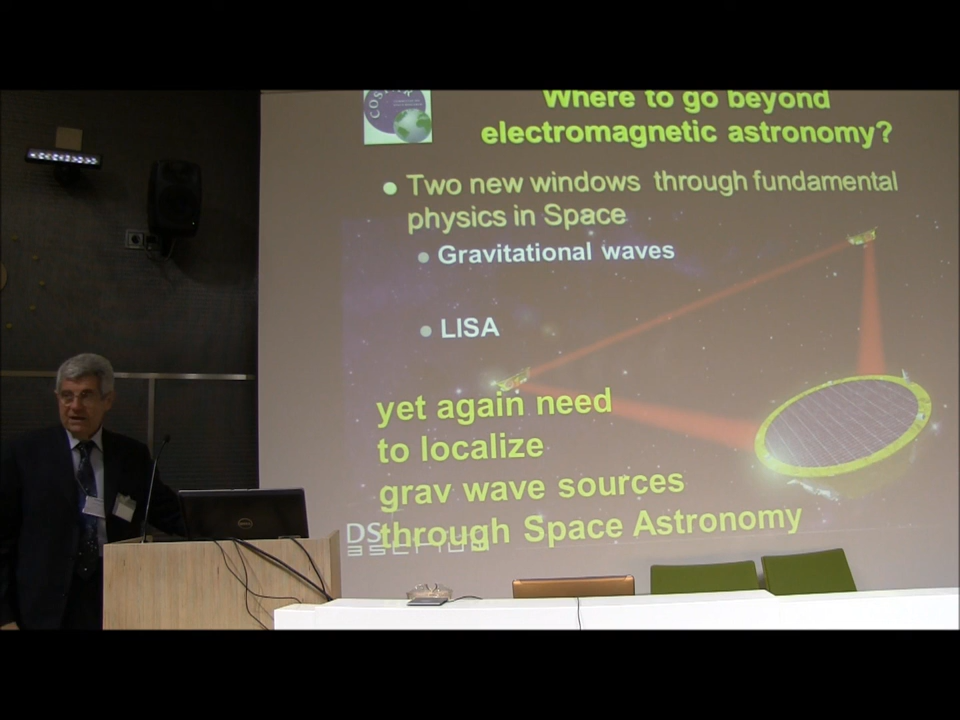 Where to go beyond
electromagnetic astronomy?
Two new windows through fundamental
physics in Space
Gravitational waves
LISA
yet again need
to localize
grav wave sources
through Space Astronomy
DS